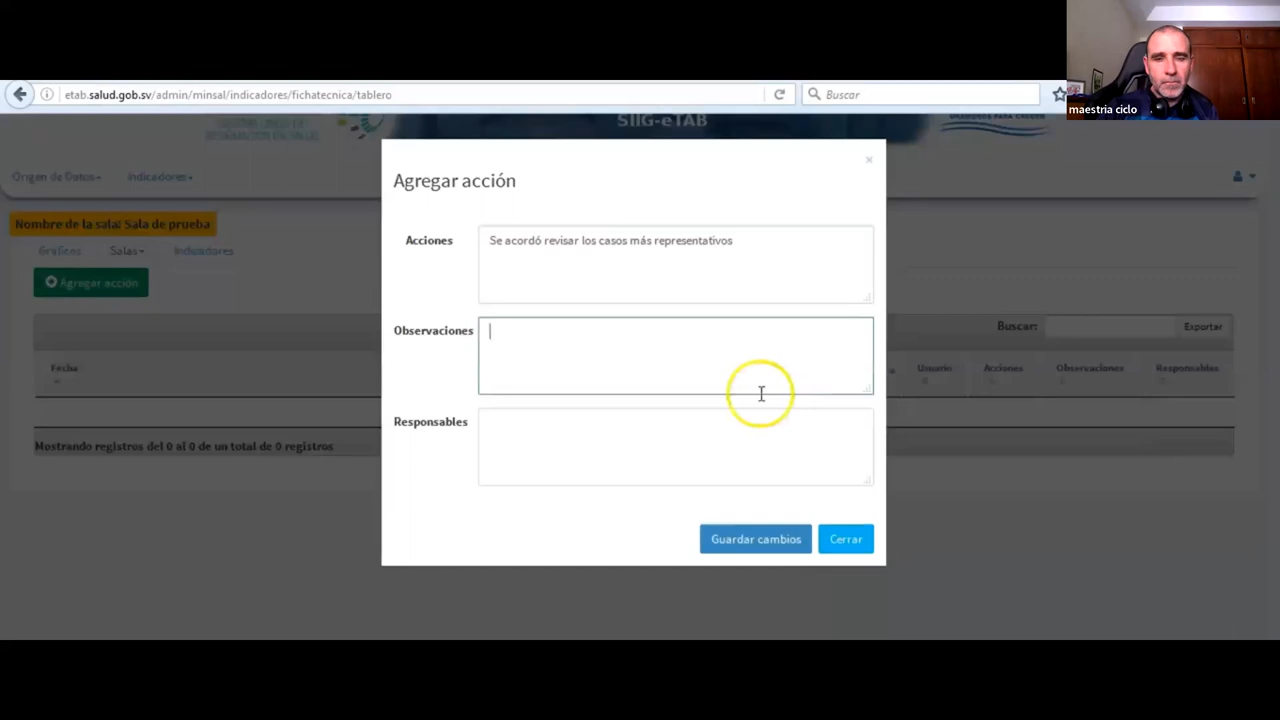 maestria ciclo
etab.salud.gob.sv/admin/minsal/indicadores/fichatecnica/tablero
Buscar
SIIG-eTAB
Origen de Datos
Indicadores
Nombre de la sala: Sala de prueba
Gráficos
Salas
Indicadores
Agregar acción
Agregar acción
×
Acciones
Se acordó revisar los casos más representativos
Observaciones
Responsables
Guardar cambios
Cerrar
Buscar:
Exportar
Fecha
Usuario
Acciones
Observaciones
Responsables
Mostrando registros del 0 al 0 de un total de 0 registros